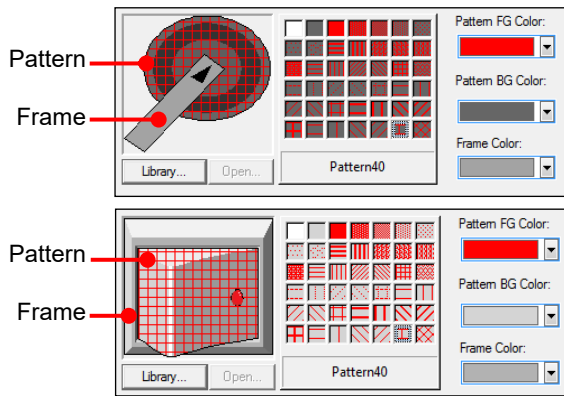 Pattern
Frame
Library...
Open...
Pattern40
Pattern FG Color:
Pattern BG Color:
Frame Color:
Pattern
Frame
Library...
Open...
Pattern40
Pattern FG Color:
Pattern BG Color:
Frame Color: